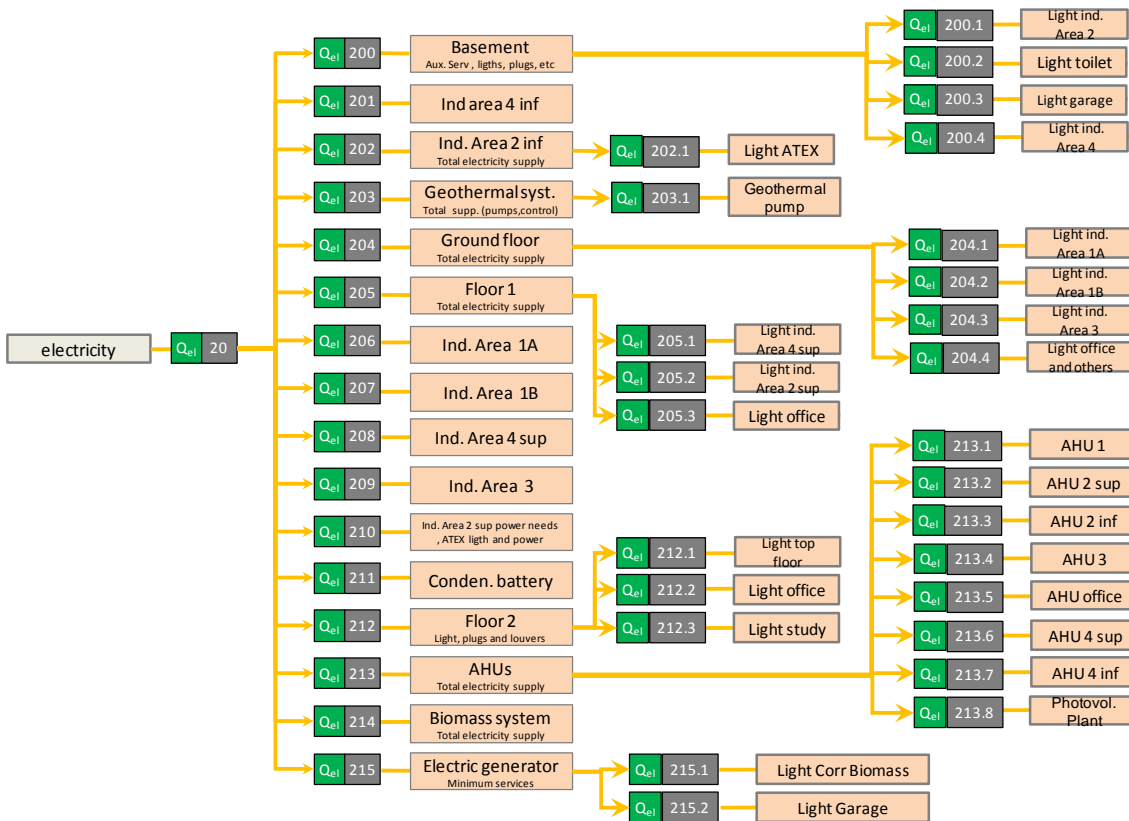 electricity
Qel 20
Qel 200
Basement
Aux. Serv , ligths, plugs, etc
Qel 200.1
Light ind.
Area 2
Qel 200.2
Light toilet
Qel 200.3
Light garage
Qel 200.4
Light ind.
Area 4
Qel 201
Ind area 4 inf
Qel 202
Ind. Area 2 inf
Total electricity supply
Qel 202.1
Light ATEX
Qel 203
Geothermal syst.
Total supp. (pumps,control)
Qel 203.1
Geothermal
pump
Qel 204
Ground floor
Total electricity supply
Qel 204.1
Light ind.
Area 1A
Qel 204.2
Light ind.
Area 1B
Qel 204.3
Light ind.
Area 3
Qel 204.4
Light office
and others
Qel 205
Floor 1
Total electricity supply
Qel 205.1
Light ind.
Area 4 sup
Qel 205.2
Light ind.
Area 2 sup
Qel 205.3
Light office
Qel 206
Ind. Area 1A
Qel 207
Ind. Area 1B
Qel 208
Ind. Area 4 sup
Qel 209
Ind. Area 3
Qel 210
Ind. Area 2 sup power needs
, ATEX ligth and power
Qel 211
Conden. battery
Qel 212
Floor 2
Light, plugs and louvers
Qel 212.1
Light top
floor
Qel 212.2
Light office
Qel 212.3
Light study
Qel 213
AHUs
Total electricity supply
Qel 213.1
AHU 1
Qel 213.2
AHU 2 sup
Qel 213.3
AHU 2 inf
Qel 213.4
AHU 3
Qel 213.5
AHU office
Qel 213.6
AHU 4 sup
Qel 213.7
AHU 4 inf
Qel 213.8
Photovol.
Plant
Qel 214
Biomass system
Total electricity supply
Qel 215
Electric generator
Minimum services
Qel 215.1
Light Corr Biomass
Qel 215.2
Light Garage